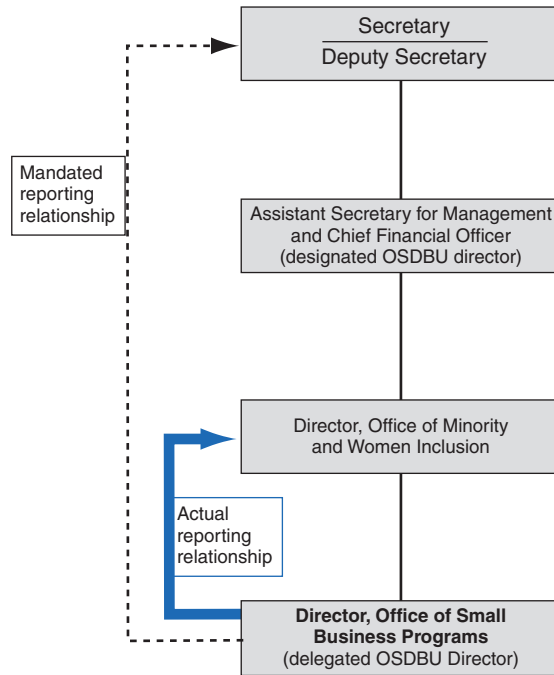 Secretary
Deputy Secretary
Mandated
reporting
relationship
Assistant Secretary for Management
and Chief Financial Officer
(designated OSDBU director)
Director, Office of Minority
and Women Inclusion
Actual
reporting
relationship
Director, Office of Small
Business Programs
(delegated OSDBU Director)